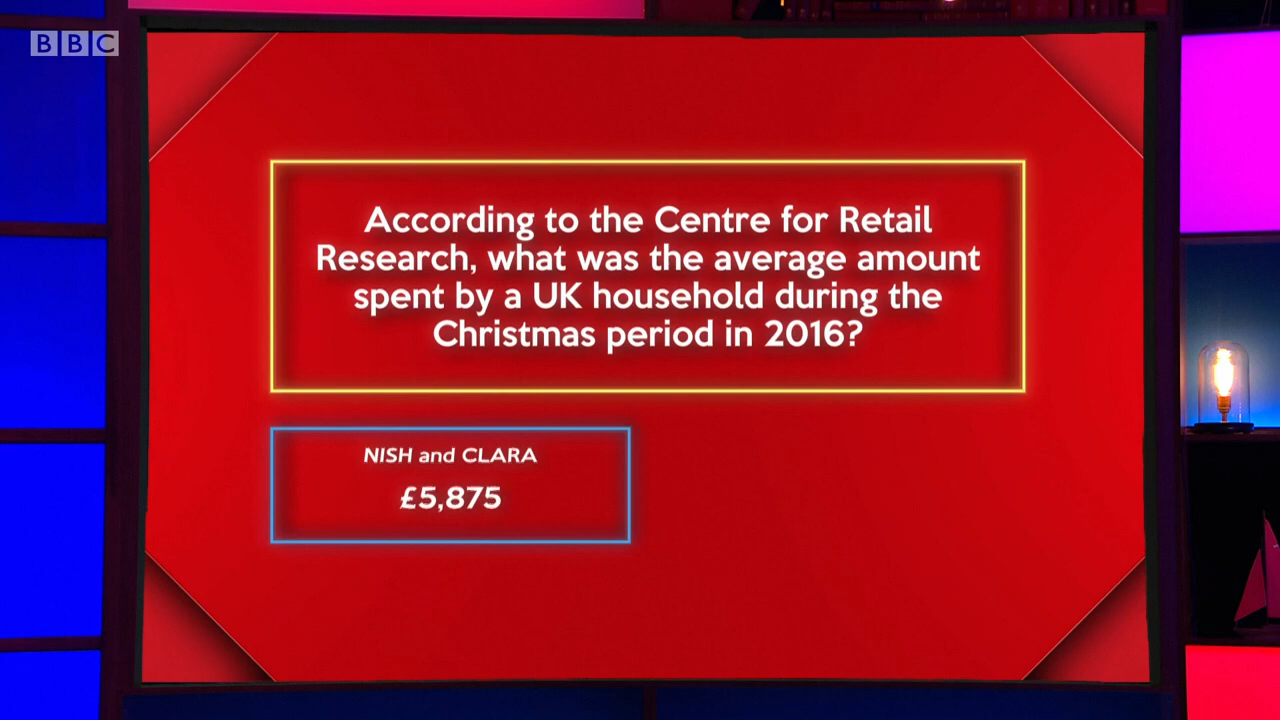 BBC
According to the Centre for Retail
Research, what was the average amount
spent by a UK household during the
Christmas period in 2016?
NISH and CLARA
£5,875